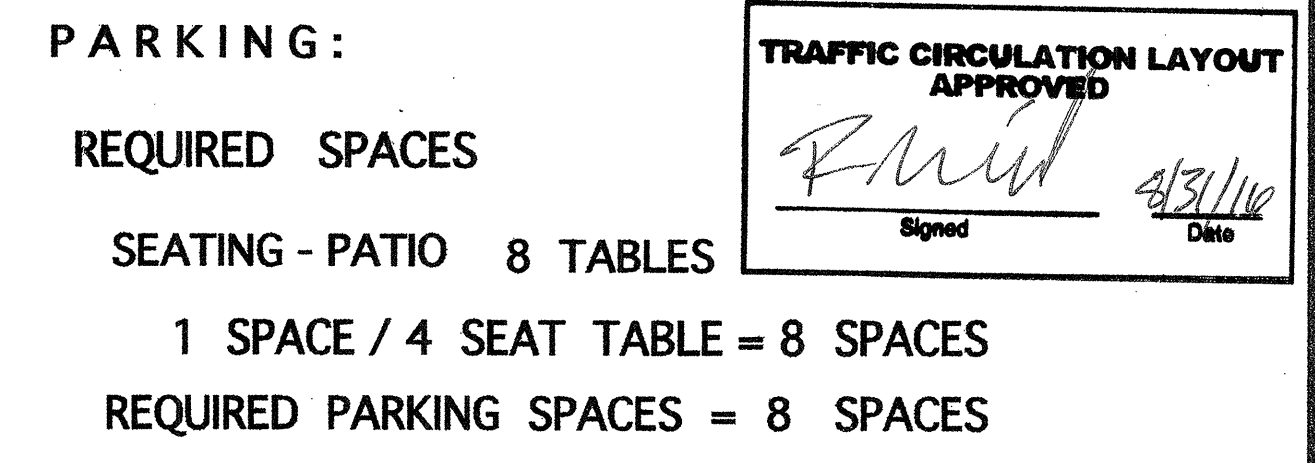 PARKING:
TRAFFIC CIRCULATION LAYOUT
APPROVED
8/31/16
Signed
Date
REQUIRED SPACES
SEATING - PATIO 8 TABLES
1 SPACE / 4 SEAT TABLE = 8 SPACES
REQUIRED PARKING SPACES = 8 SPACES